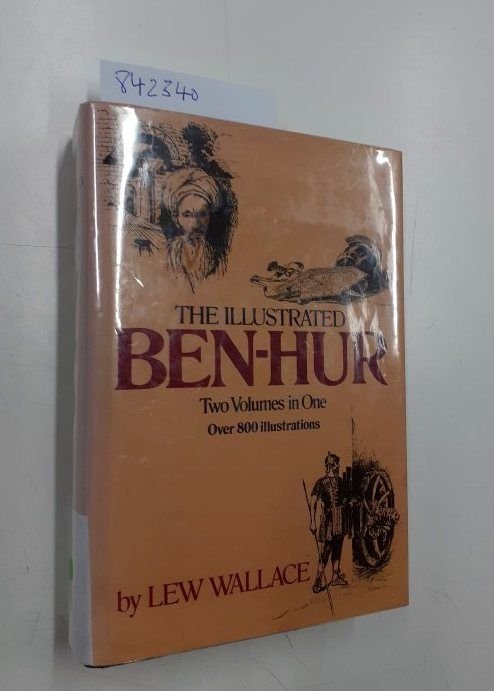 842340
THE ILLUSTRATED
BEN-HUR
Two Volumes in One
Over 800 illustrations
by LEW WALLACE